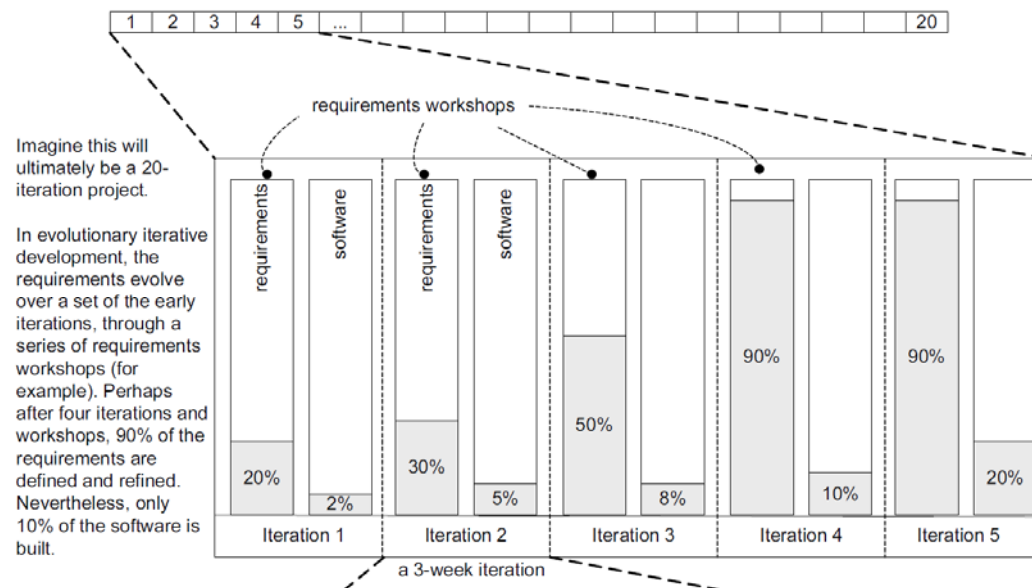 1 2 3 4 5 ... 20
requirements workshops
Imagine this will
ultimately be a 20-
iteration project.
In evolutionary iterative
development, the
requirements evolve
over a set of the early
iterations, through a
series of requirements
workshops (for
example). Perhaps
after four iterations and
workshops, 90% of the
requirements are
defined and refined.
Nevertheless, only
10% of the software is
built.
requirements
software
requirements
software
20%
2%
30%
5%
50%
8%
90%
10%
90%
20%
Iteration 1
Iteration 2
Iteration 3
Iteration 4
Iteration 5
a 3-week iteration